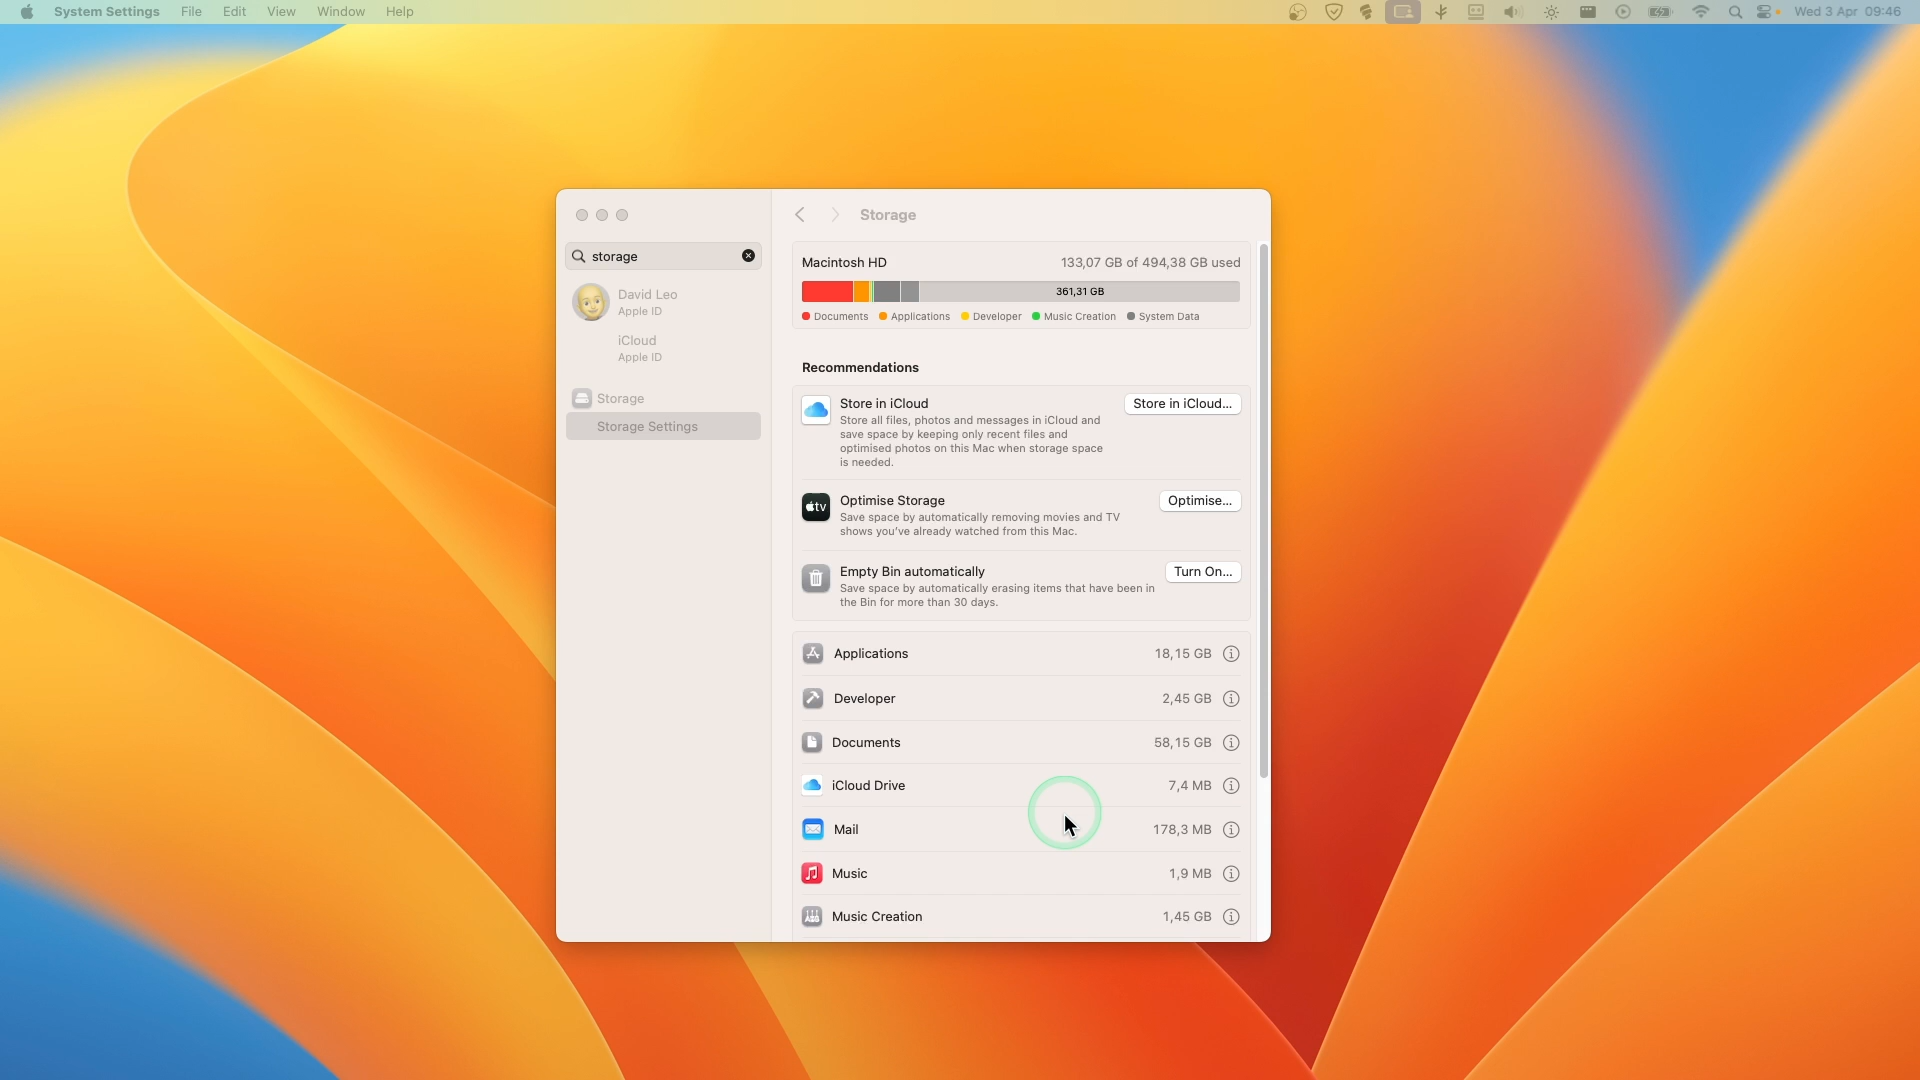 System Settings File Edit View Window Help
Wed 3 Apr 09:46
Storage
storage
David Leo
Apple ID
iCloud
Apple ID
Storage
Storage Settings
Macintosh HD 133,07 GB of 494,38 GB used
361,31 GB
Documents Applications Developer Music Creation System Data
Recommendations
Store in iCloud Store in iCloud...
Store all files, photos and messages in iCloud and
save space by keeping only recent files and
optimised photos on this Mac when storage space
is needed.
tv
Optimise Storage Optimise...
Save space by automatically removing movies and TV
shows you've already watched from this Mac.
Empty Bin automatically Turn On...
Save space by automatically erasing items that have been in
the Bin for more than 30 days.
Applications 18,15 GB
Developer 2,45 GB
Documents 58,15 GB
iCloud Drive 7,4 MB
Mail 178,3 MB
Music 1,9 MB
Music Creation 1,45 GB